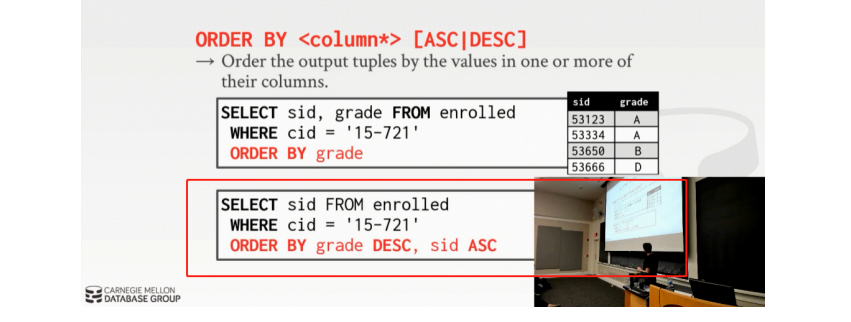 ORDER BY <column*> [ASC|DESC]
→ Order the output tuples by the values in one or more of
their columns.
SELECT sid, grade FROM enrolled
WHERE cid = '15-721'
ORDER BY grade
sid grade
53123 A
53334 A
53650 B
53666 D
SELECT sid FROM enrolled
WHERE cid = '15-721'
ORDER BY grade DESC, sid ASC
CARNEGIE MELLON
DATABASE GROUP